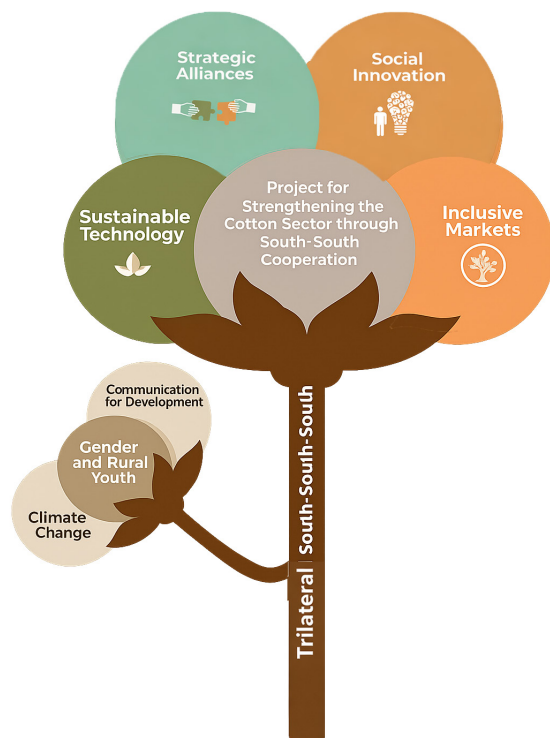 Strategic
Alliances
Social
Innovation
Sustainable
Technology
Project for
Strengthening the
Cotton Sector through
South-South
Cooperation
Inclusive
Markets
Communication
for Development
Gender
and Rural
Youth
Climate
Change
Trilateral South-South-South